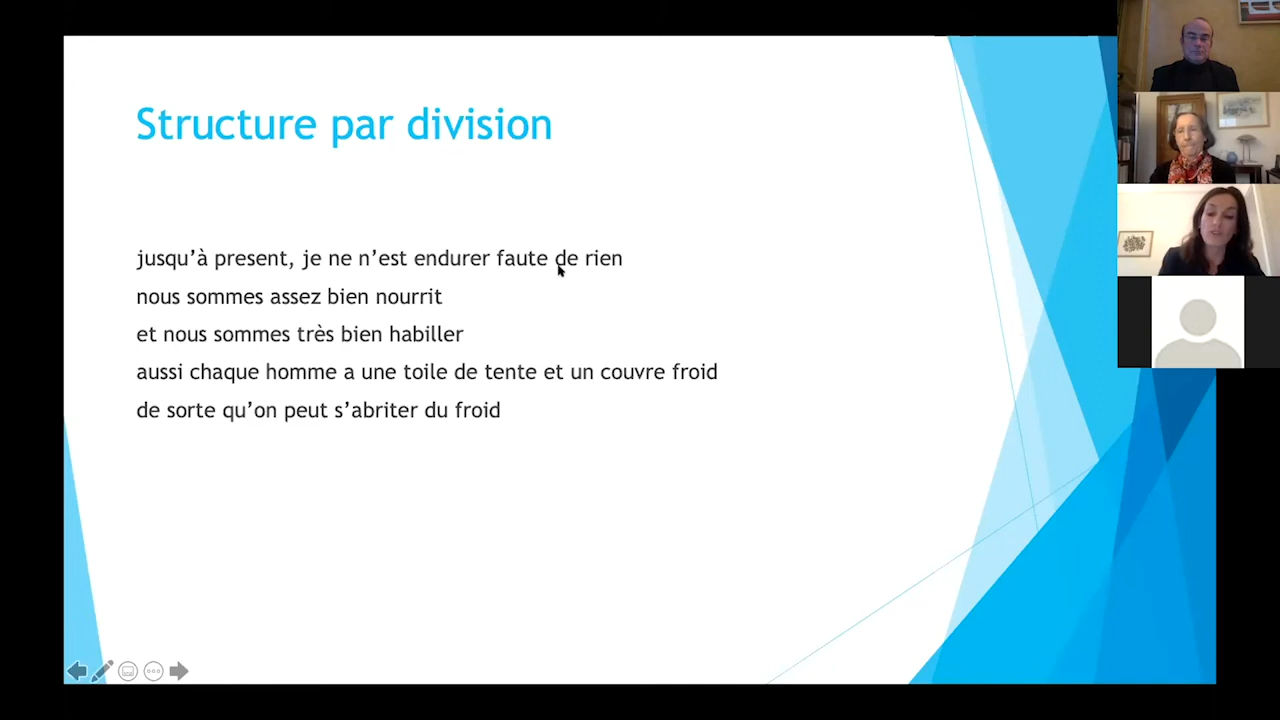 Structure par division
jusqu’à present, je ne n’est endurer faute de rien
nous sommes assez bien nourrit
et nous sommes très bien habiller
aussi chaque homme a une toile de tente et un couvre froid
de sorte qu’on peut s’abriter du froid